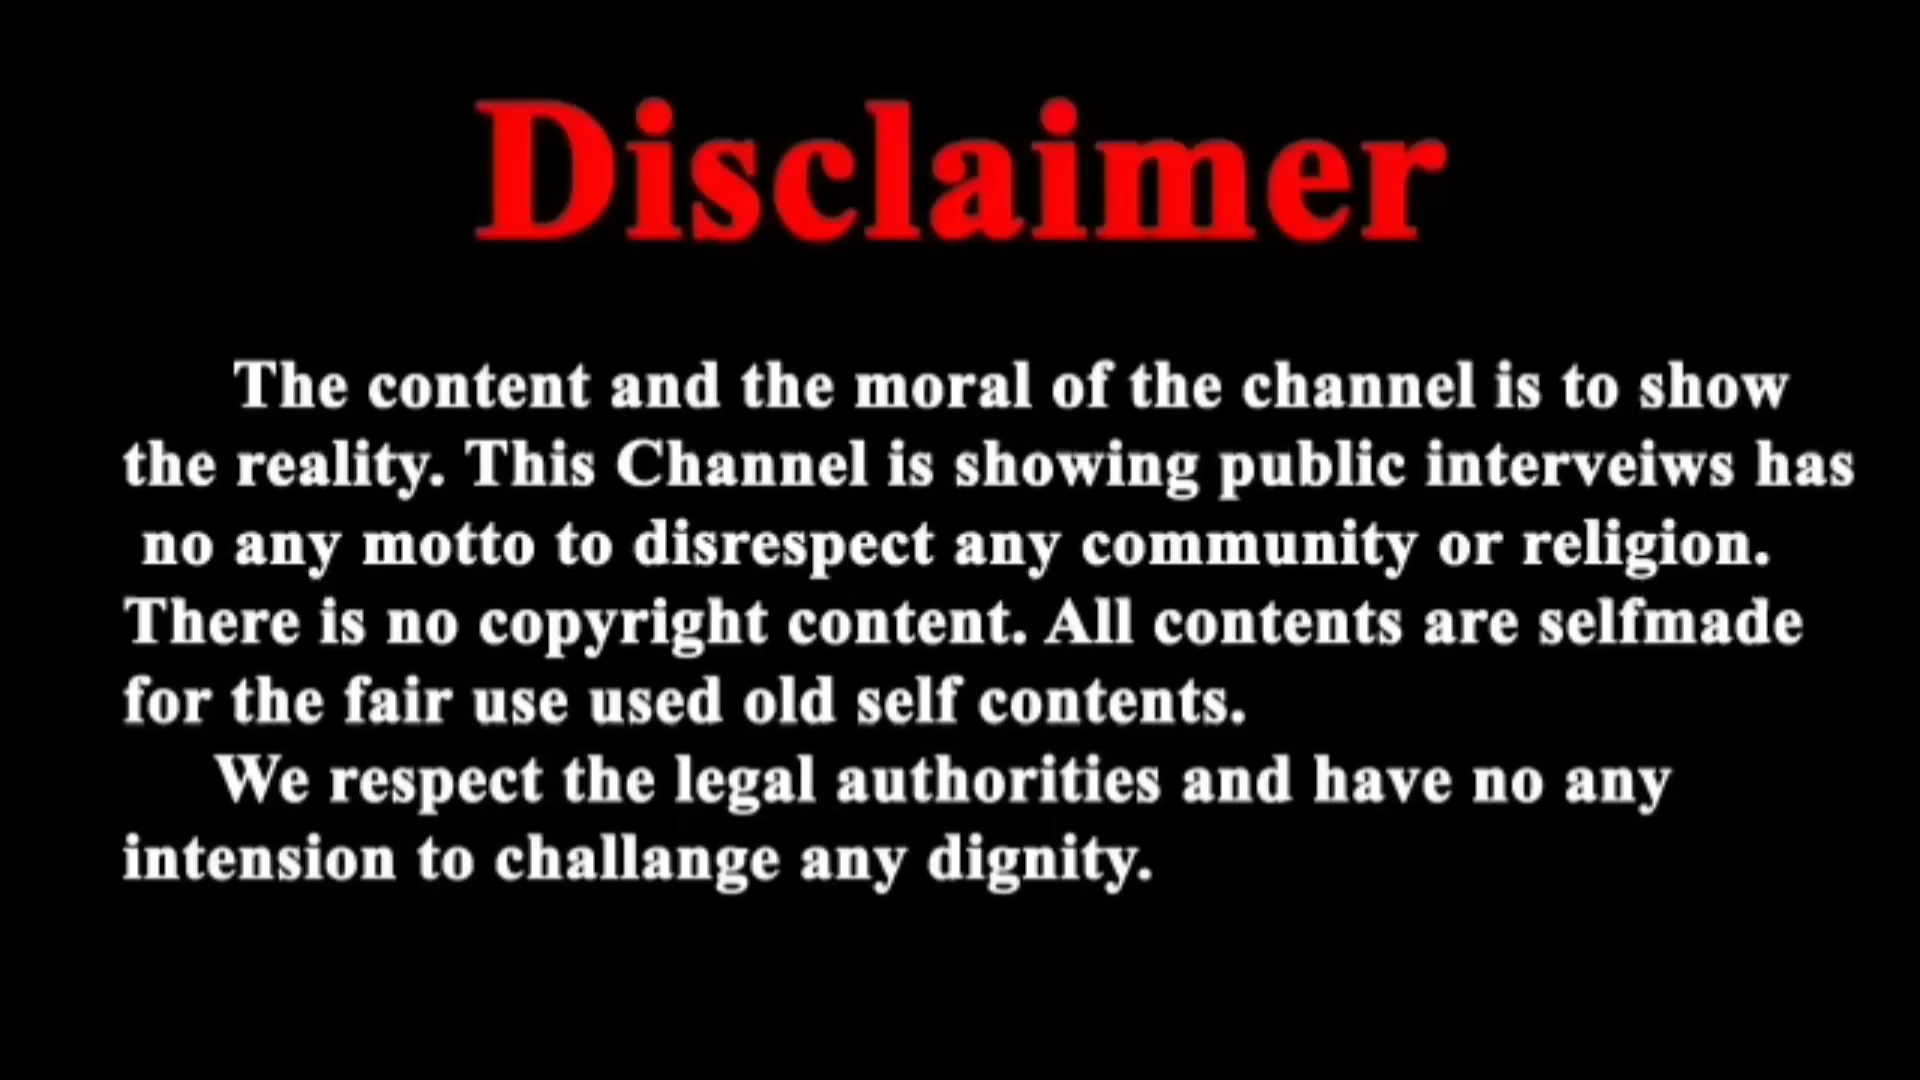 Disclaimer
The content and the moral of the channel is to show
the reality. This Channel is showing public interveiws has
no any motto to disrespect any community or religion.
There is no copyright content. All contents are selfmade
for the fair use used old self contents.
We respect the legal authorities and have no any
intension to challange any dignity.